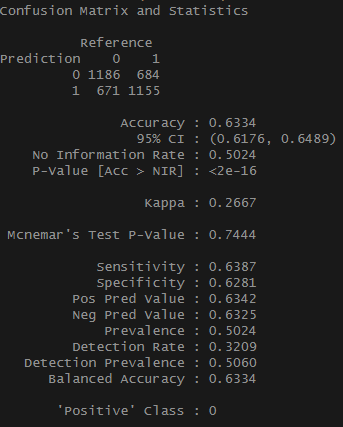 Confusion Matrix and Statistics

          Reference
Prediction    0    1
         0 1186  684
         1  671 1155

               Accuracy : 0.6334
                 95% CI : (0.6176, 0.6489)
    No Information Rate : 0.5024
    P-Value [Acc > NIR] : <2e-16

                  Kappa : 0.2667

 Mcnemar's Test P-Value : 0.7444

            Sensitivity : 0.6387
            Specificity : 0.6281
         Pos Pred Value : 0.6342
         Neg Pred Value : 0.6325
             Prevalence : 0.5024
         Detection Rate : 0.3209
   Detection Prevalence : 0.5060
      Balanced Accuracy : 0.6334

       'Positive' Class : 0